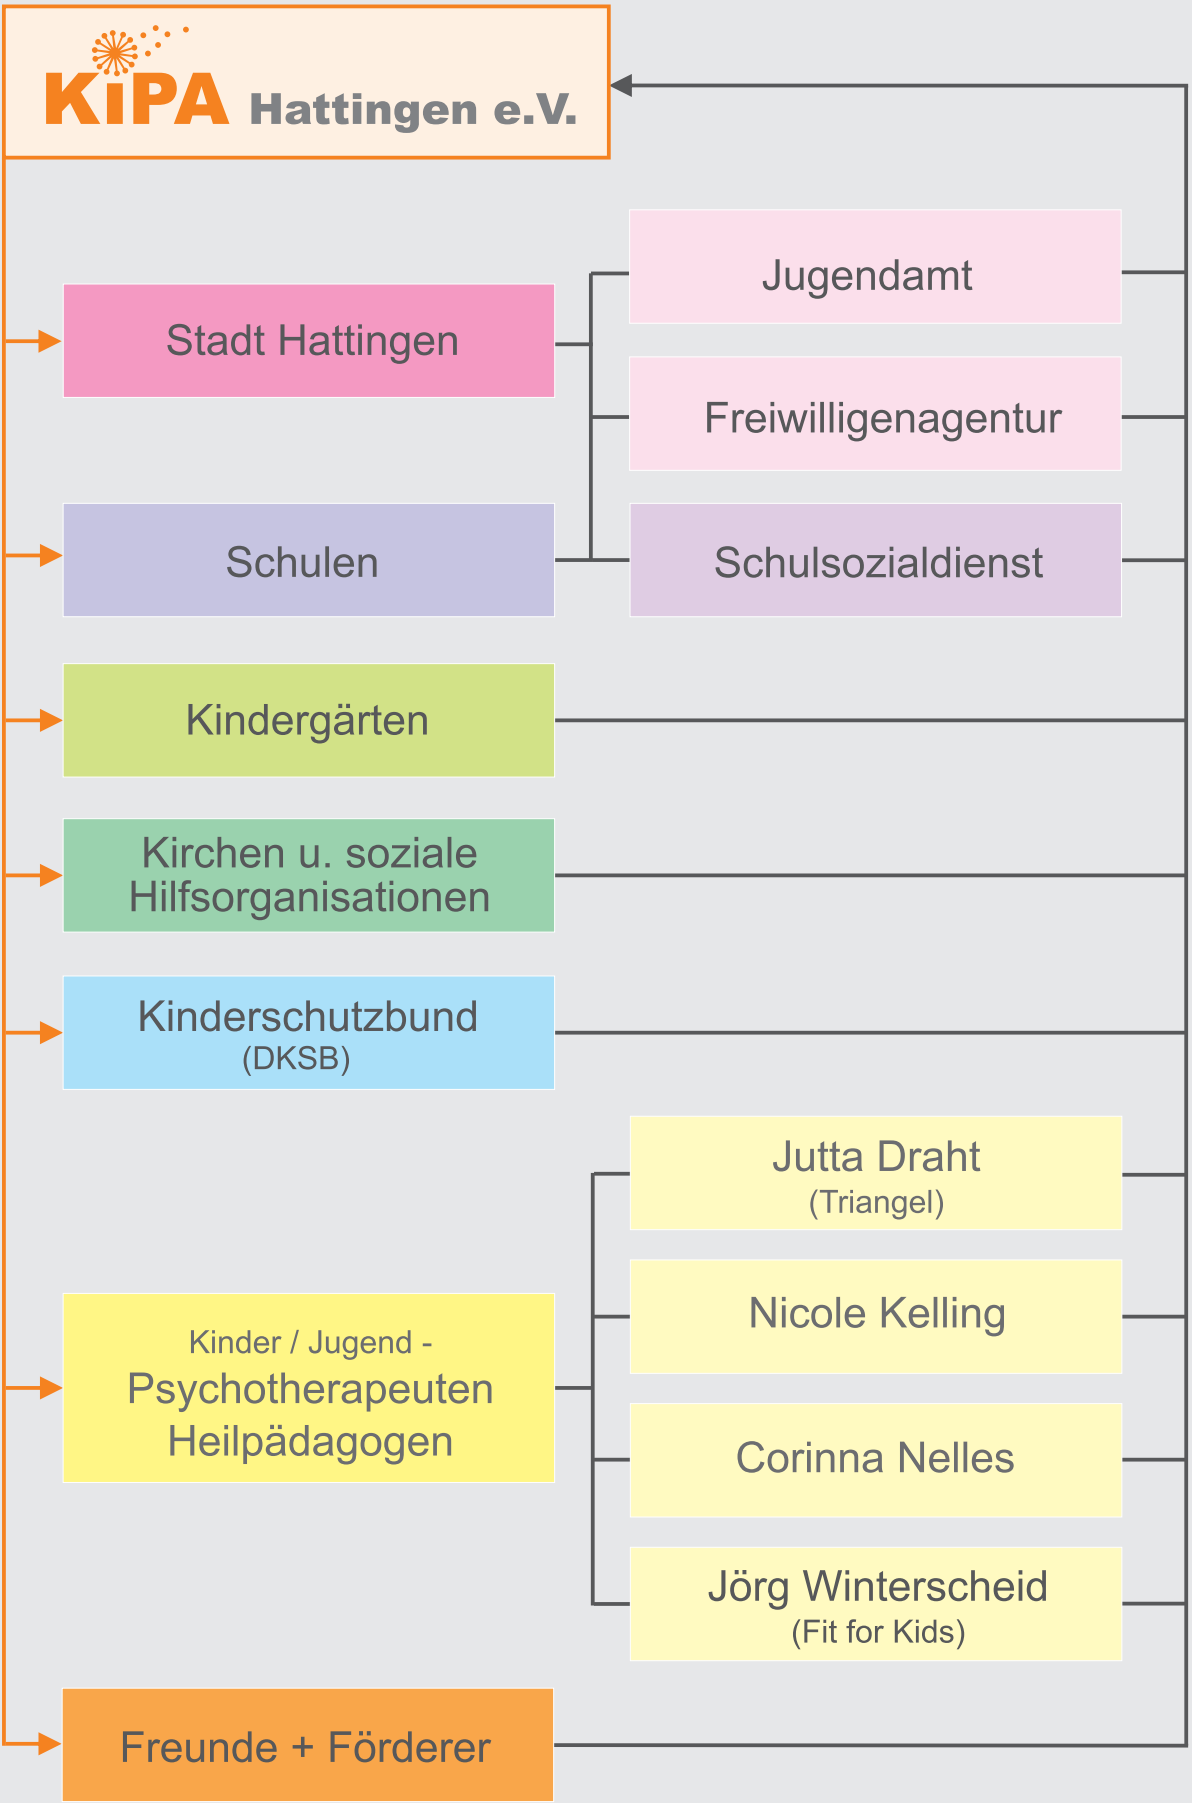 KiPA Hattingen e.V.
Jugendamt
Stadt Hattingen
Freiwilligenagentur
Schulen
Schulsozialdienst
Kindergärten
Kirchen u. soziale
Hilfsorganisationen
Kinderschutzbund
(DKSB)
Jutta Draht
(Triangel)
Nicole Kelling
Kinder / Jugend -
Psychotherapeuten
Heilpädagogen
Corinna Nelles
Jörg Winterscheid
(Fit for Kids)
Freunde + Förderer